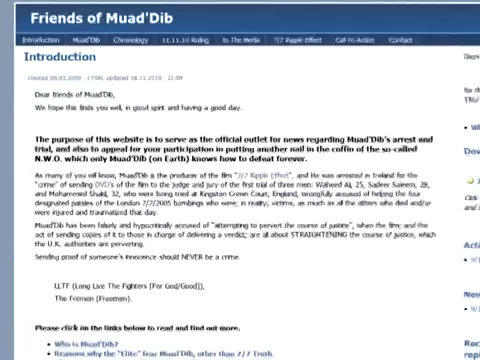 Friends of Muad'Dib
Introduction Muad'Dib Chronology 11.11.10 Ruling In The Media 7/7 Ripple Effect Call-To-Action Contact
Introduction
Dear friends of Muad'Dib,
We hope this finds you well, in good spirit and having a good day.
The purpose of this website is to serve as the official outlet for news regarding Muad'Dib's arrest and
trial, and also to appeal for your participation in putting another nail in the coffin of the so-called
N.W.O. which only Muad'Dib (on Earth) knows how to defeat forever.
As many of you will know, Muad'Dib is the producer of the film "7/7 Ripple Effect", and He was arrested in Ireland for the
"crime" of sending DVD's of the film to the judge and jury of the first trial of three men: Waheed Ali, 25, Sadeer Saleem, 28,
and Mohammed Shakil, 32, who were being tried at Kingston Crown Court, England, wrongfully accused of helping the four
designated patsies of the London 7/7/2005 bombings who were, in reality, victims, as much as all the others who died and/or
were injured and traumatized that day.
Muad'Dib has been falsely and hypocritically accused of "attempting to pervert the course of justice", when the film, and the
act of sending copies of it to those in charge of delivering a verdict, are all about STRAIGHTENING the course of justice, which
the U.K. authorities are perverting.
Sending proof of someone's innocence should NEVER be a crime.
LLTF (Long Live The Fighters [For God/Good]),
The Fremen (Freemen).
Please click on the links below to read and find out more.
Who is Muad'Dib?
Reasons why the "Elite" fear Muad'Dib, other than 7/7 Truth.